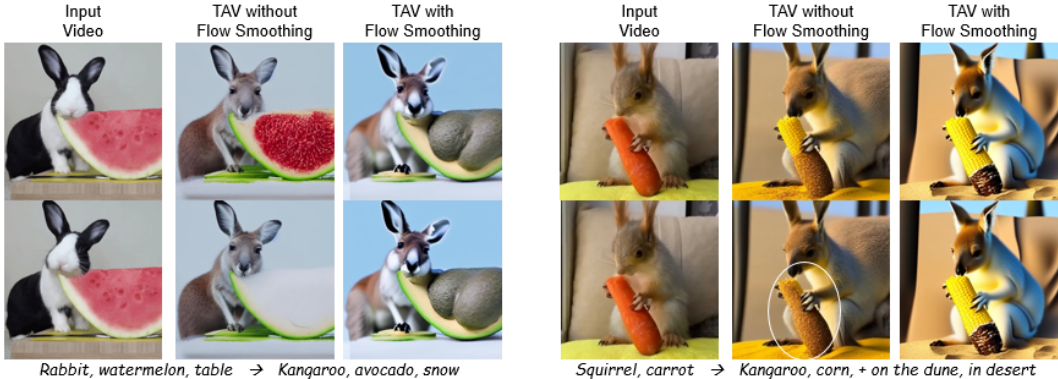 Input
Video
TAV without
Flow Smoothing
TAV with
Flow Smoothing
Input
Video
TAV without
Flow Smoothing
TAV with
Flow Smoothing
Rabbit, watermelon, table → Kangaroo, avocado, snow
Squirrel, carrot → Kangaroo, corn, + on the dune, in desert